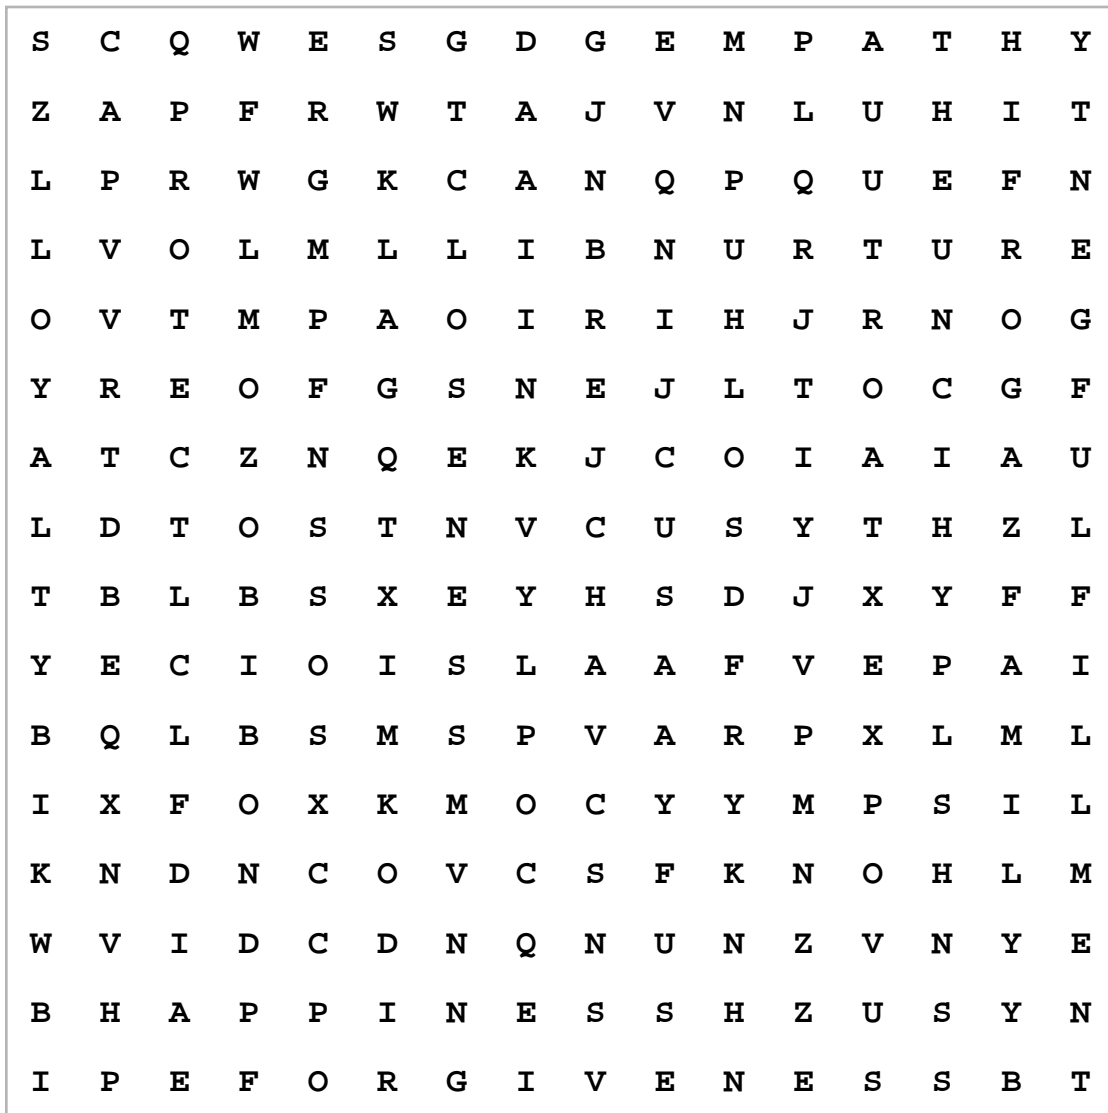 S C Q W E S G D G E M P A T H Y
Z A P F R W T A J V N L U H I T
L P R W G K C A N Q P Q U E F N
L V O L M L L I B N U R T U R E
O V T M P A O I R I H J R N O G
Y R E O F G S N E J L T O C G F
A T C Z N Q E K J C O I A I A U
L D T O S T N V C U S Y T H Z L
T B L B S X E Y H S D J X Y F F
Y E C I O I S L A A F V E P A I
B Q L B S M S P V A R P X L M L
I X F O X K M O C Y Y M P S I L
K N D N C O V C S F K N O H L M
W V I D C D N Q N U N Z V N Y E
B H A P P I N E S S H Z U S Y N
I P E F O R G I V E N E S S B T